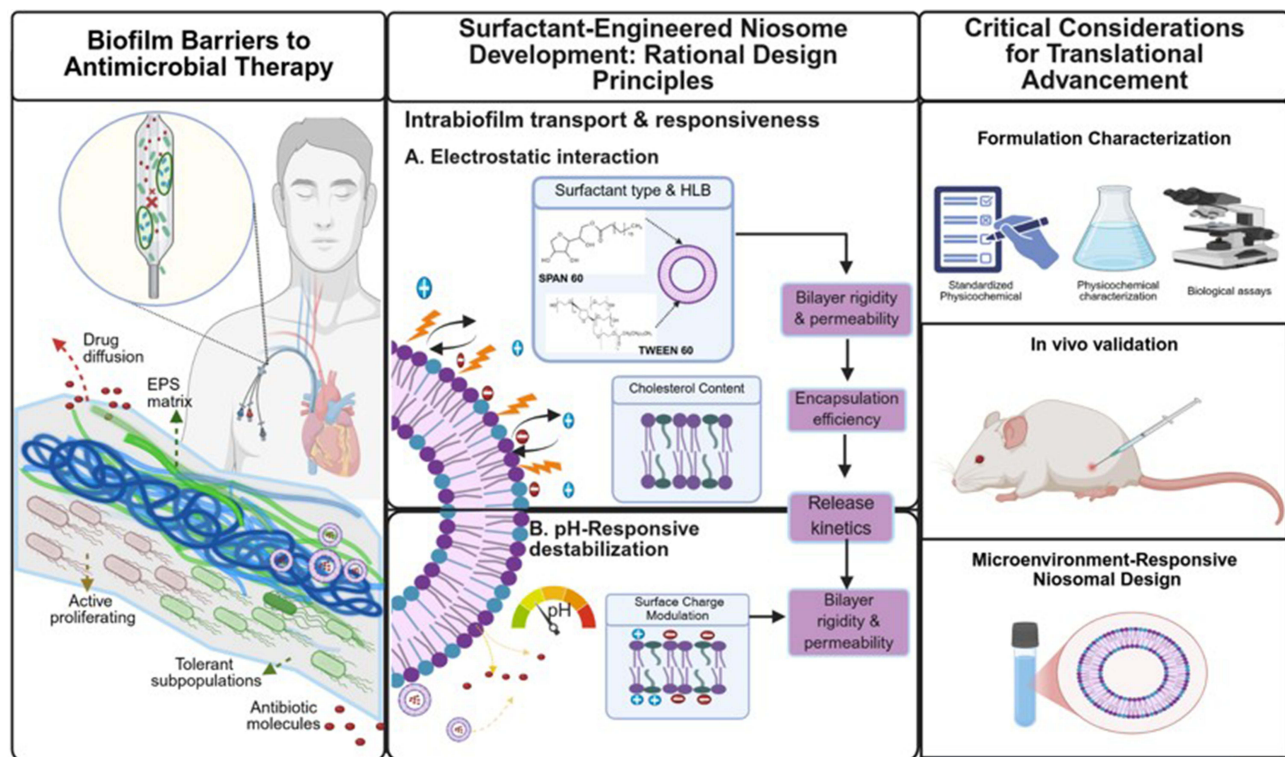 Biofilm Barriers to
Antimicrobial Therapy
Drug
diffusion
EPS
matrix
Active
proliferating
Tolerant
subpopulations
Antibiotic
molecules
Surfactant-Engineered Niosome
Development: Rational Design
Principles
Intrabiofilm transport & responsiveness
A. Electrostatic interaction
Surfactant type & HLB
SPAN 60
TWEEN 60
Cholesterol Content
Bilayer rigidity
& permeability
Encapsulation
efficiency
Release
kinetics
B. pH-Responsive
destabilization
pH
Surface Charge
Modulation
Bilayer
rigidity &
permeability
Critical Considerations
for Translational
Advancement
Formulation Characterization
Standardized
Physicochemical
Physicochemical
characterization
Biological assays
In vivo validation
Microenvironment-Responsive
Niosomal Design